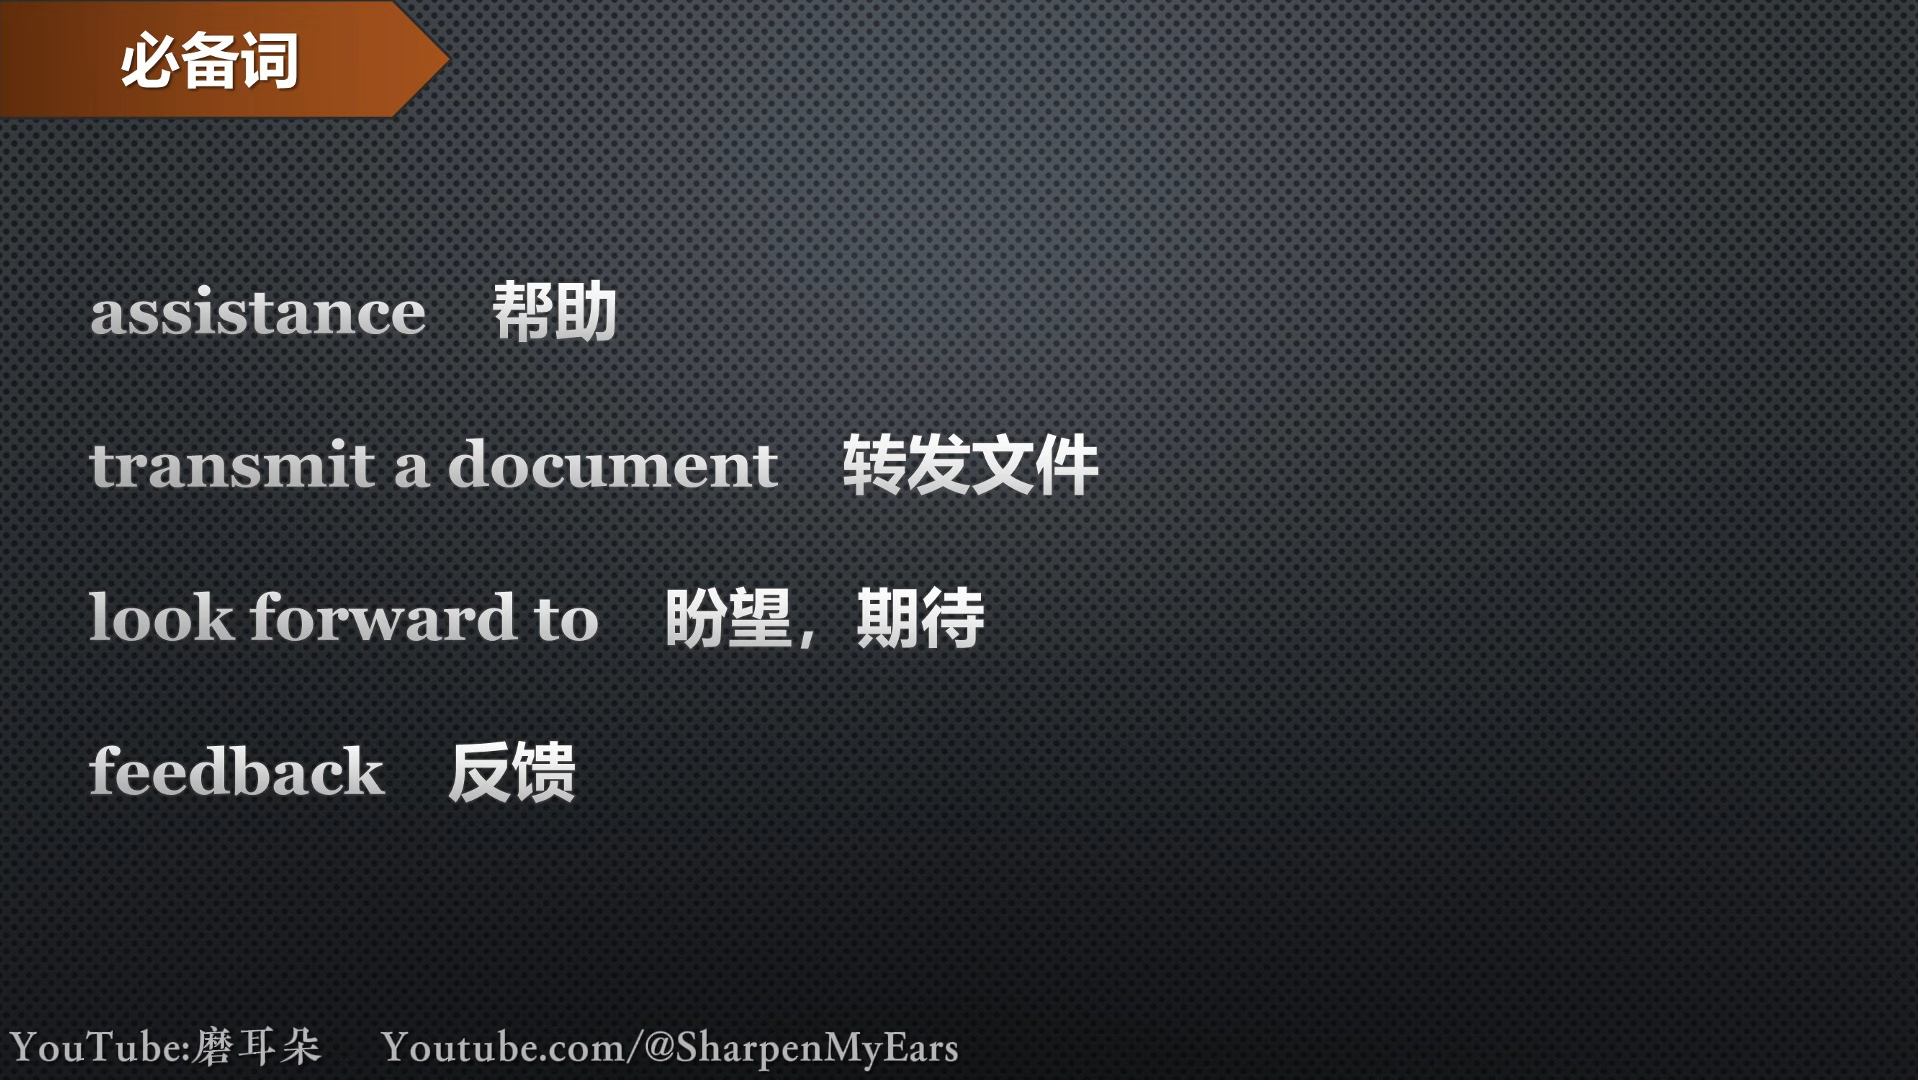 必备词
assistance 帮助
transmit a document 转发文件
look forward to 盼望，期待
feedback 反馈
YouTube:磨耳朵 Youtube.com/@SharpenMyEars